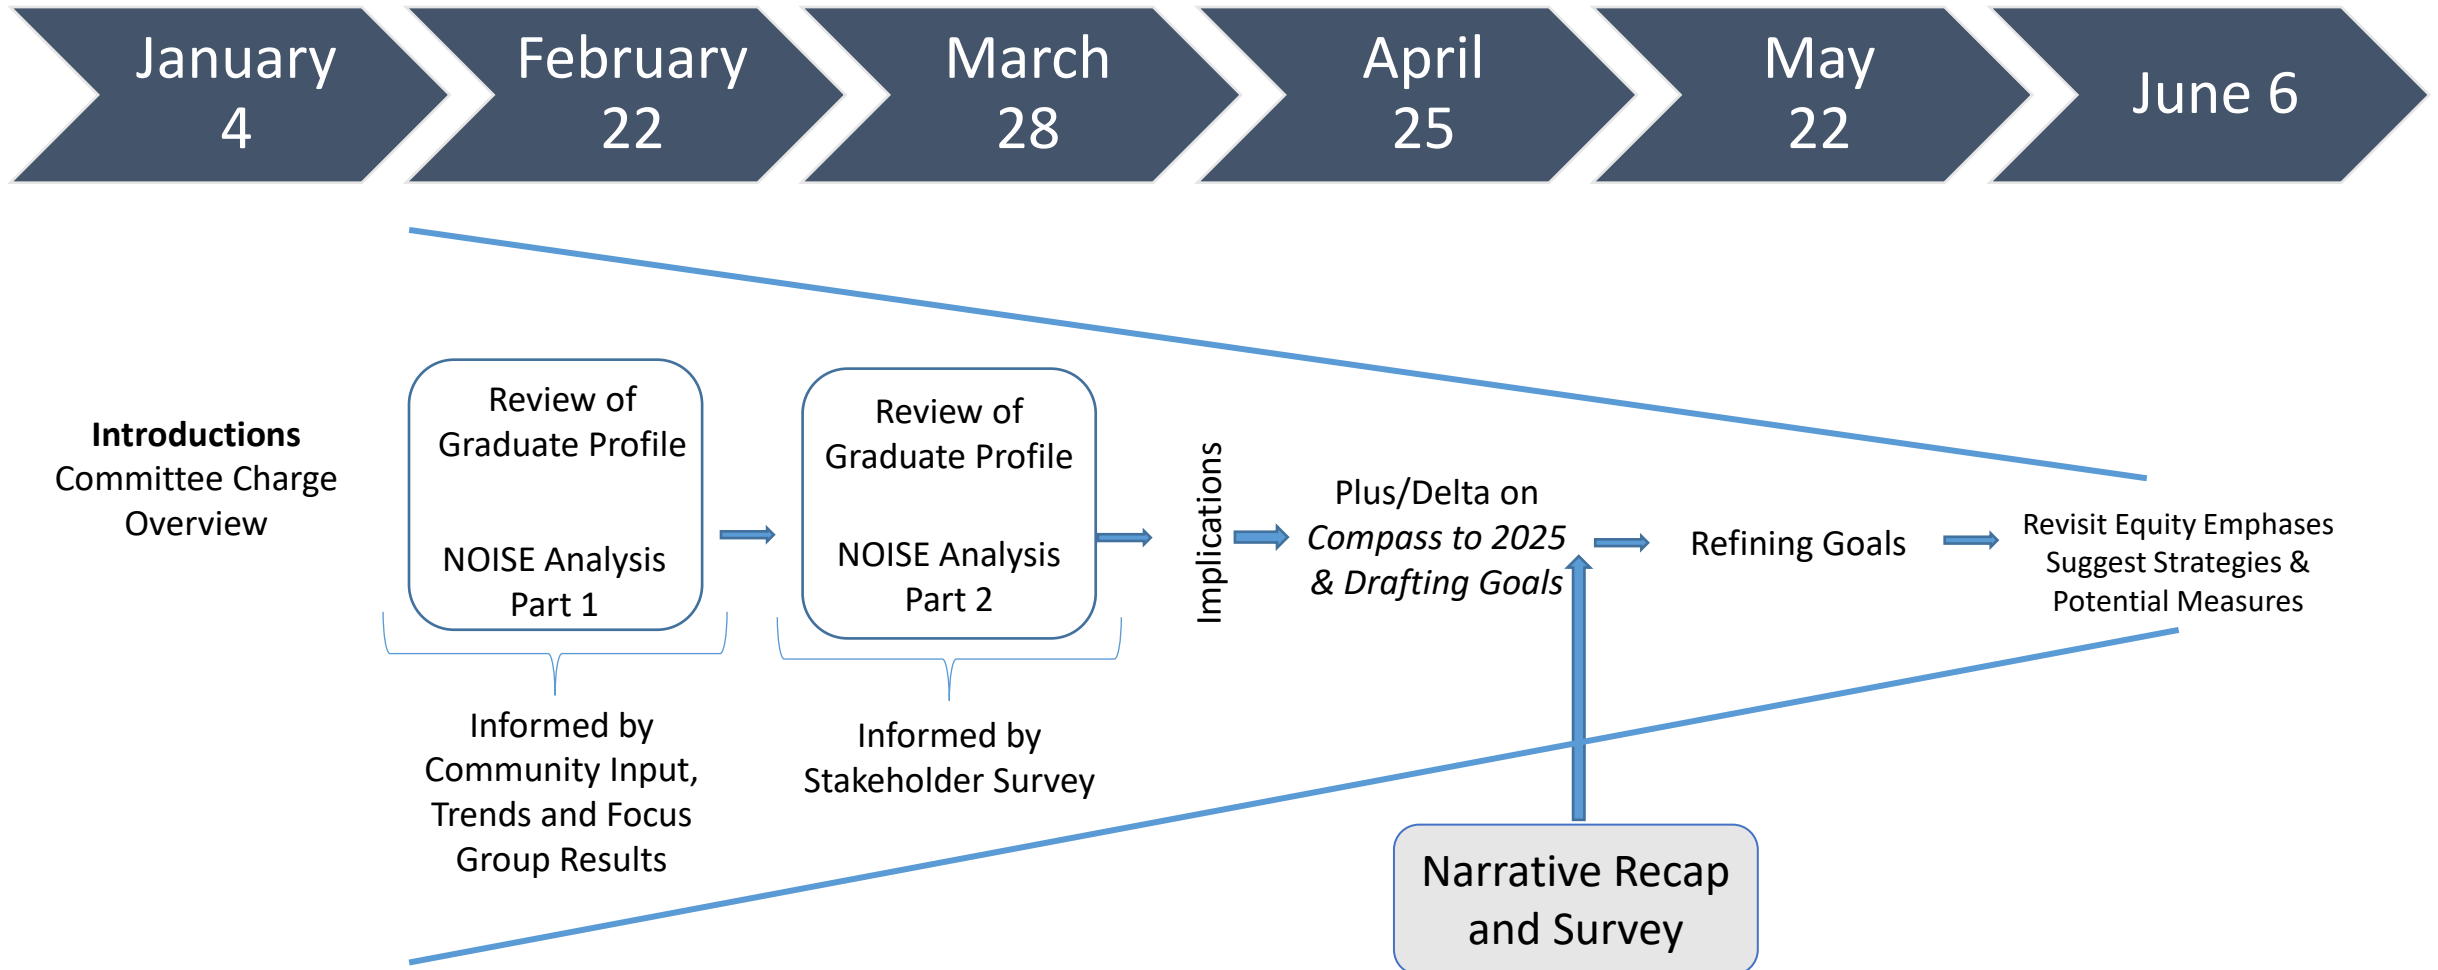 January
4
February
22
March
28
April
25
May
22
June 6
Introductions
Committee Charge
Overview
Review of
Graduate Profile
NOISE Analysis
Part 1
Informed by
Community Input,
Trends and Focus
Group Results
Review of
Graduate Profile
NOISE Analysis
Part 2
Informed by
Stakeholder Survey
Implications
Plus/Delta on
Compass to 2025
& Drafting Goals
Narrative Recap
and Survey
Refining Goals
Revisit Equity Emphases
Suggest Strategies &
Potential Measures